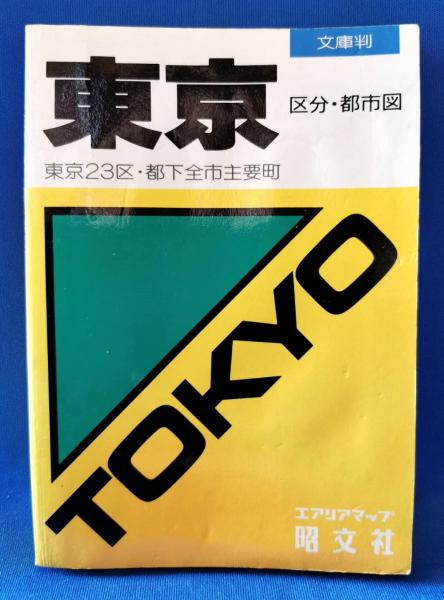 文庫判
東京
区分・都市図
東京23区・都下全市主要町
TOKYO
エアリアマップ
昭文社